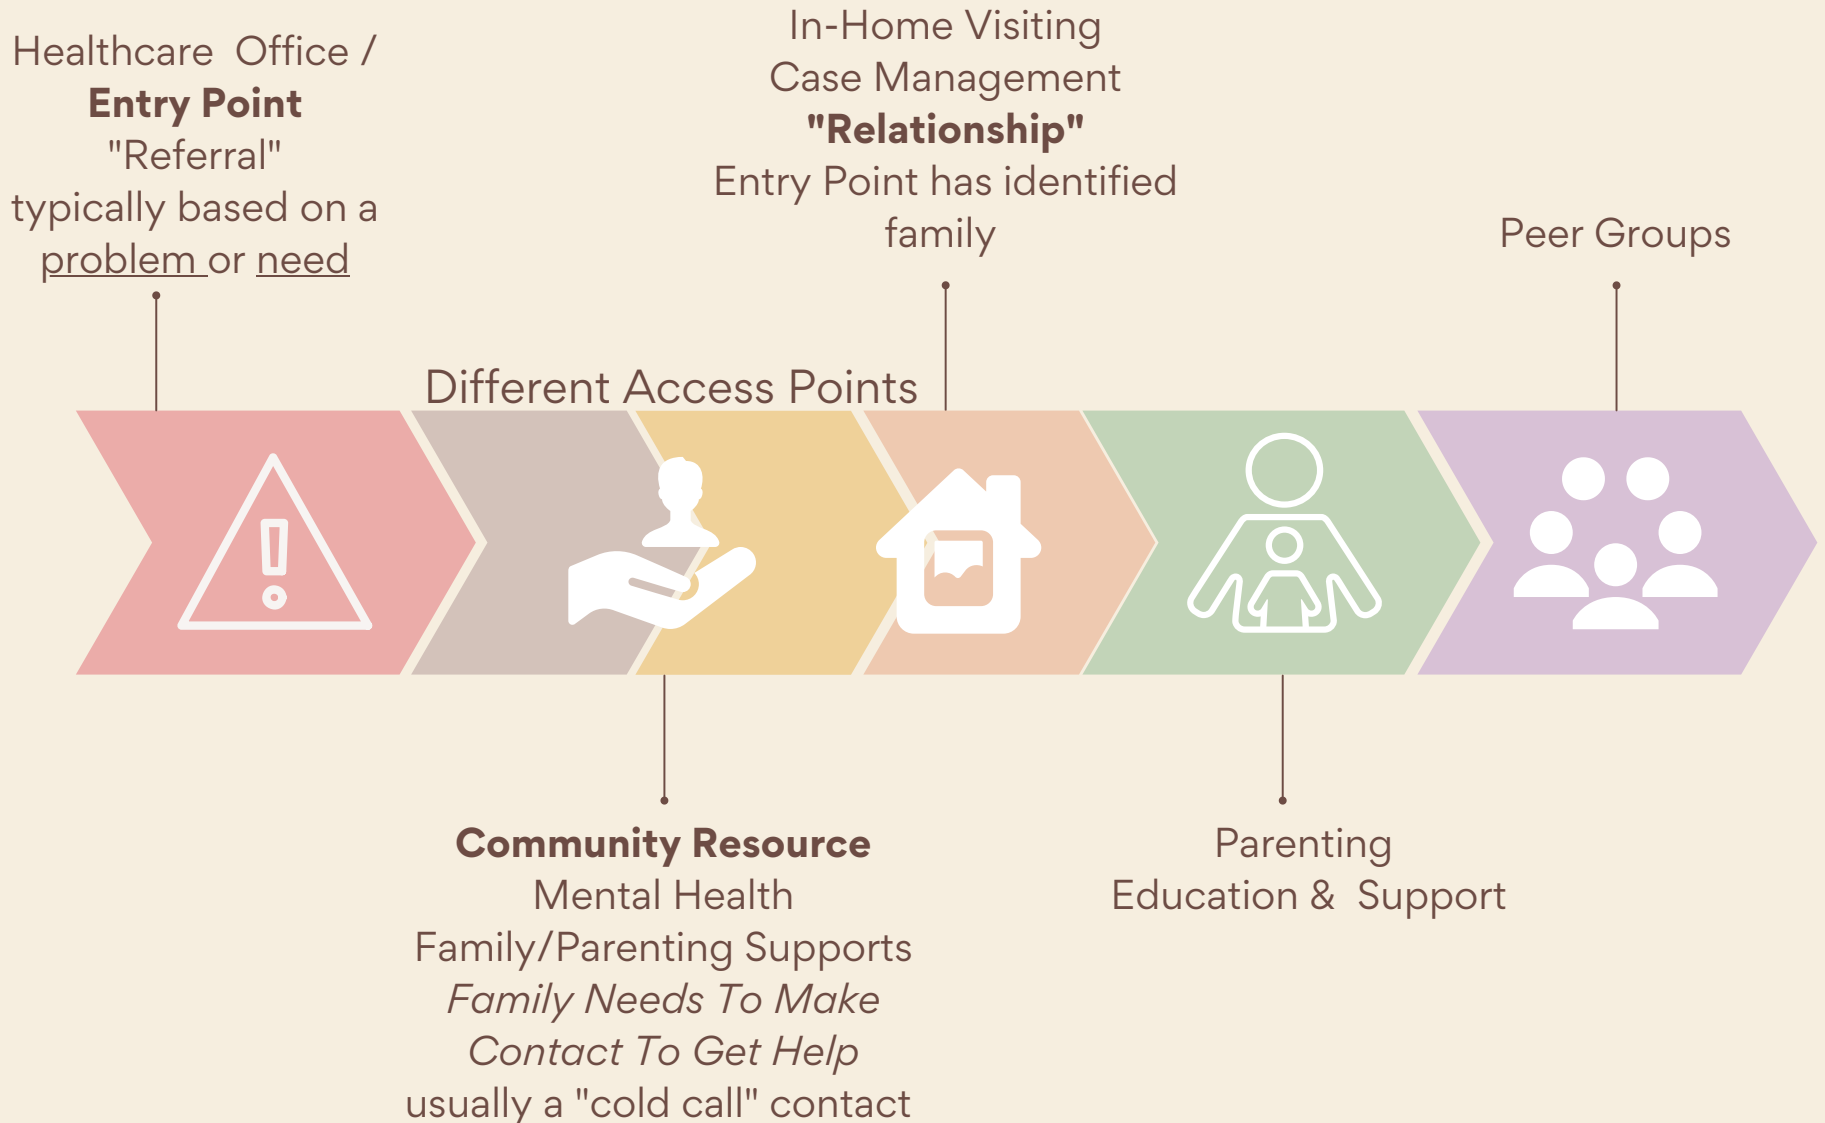 Healthcare Office /
Entry Point
"Referral"
typically based on a
problem or need
In-Home Visiting
Case Management
"Relationship"
Entry Point has identified
family
Peer Groups
Different Access Points
Community Resource
Mental Health
Family/Parenting Supports
Family Needs To Make
Contact To Get Help
usually a "cold call" contact
Parenting
Education & Support